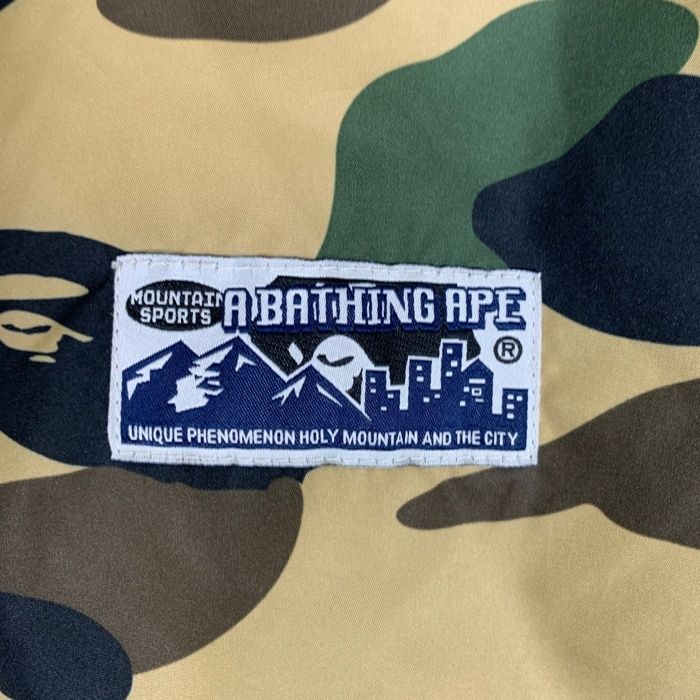 MOUNTAIN
SPORTS
A BATHING APE
®
UNIQUE PHENOMENON HOLY MOUNTAIN AND THE CITY